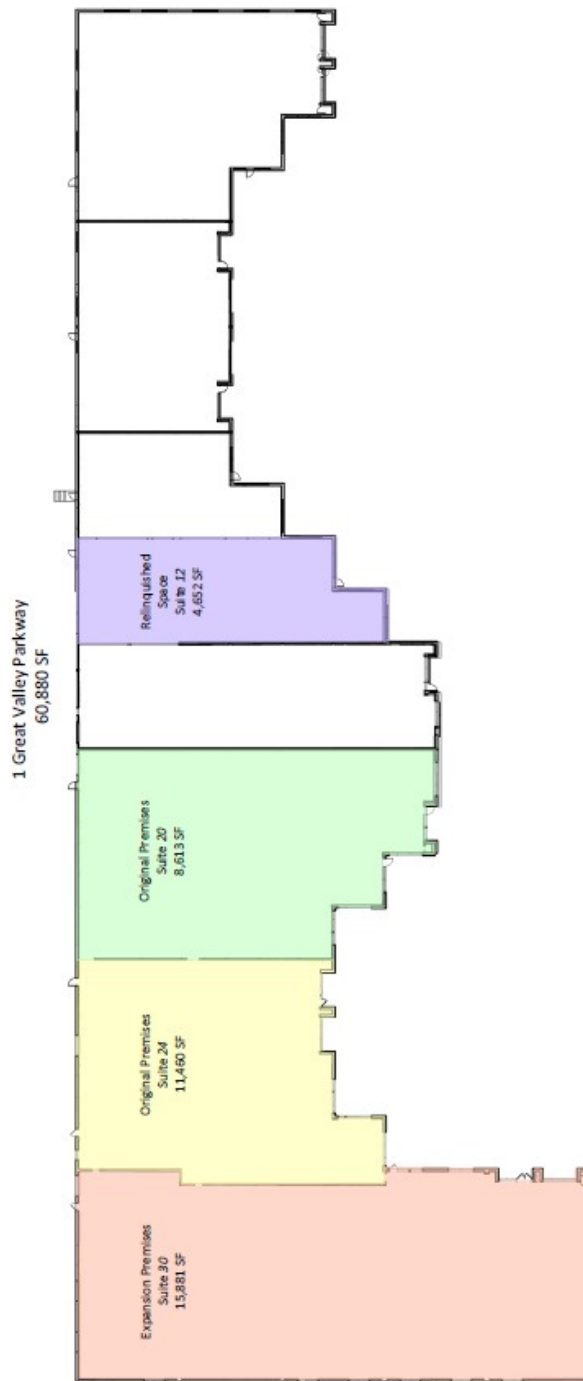 1 Great Valley Parkway
60,880 SF
Expansion Premises
Suite 30
15,881 SF
Original Premises
Suite 24
11,460 SF
Original Premises
Suite 20
8,613 SF
Relinquished
Space
Suite 12
4,652 SF